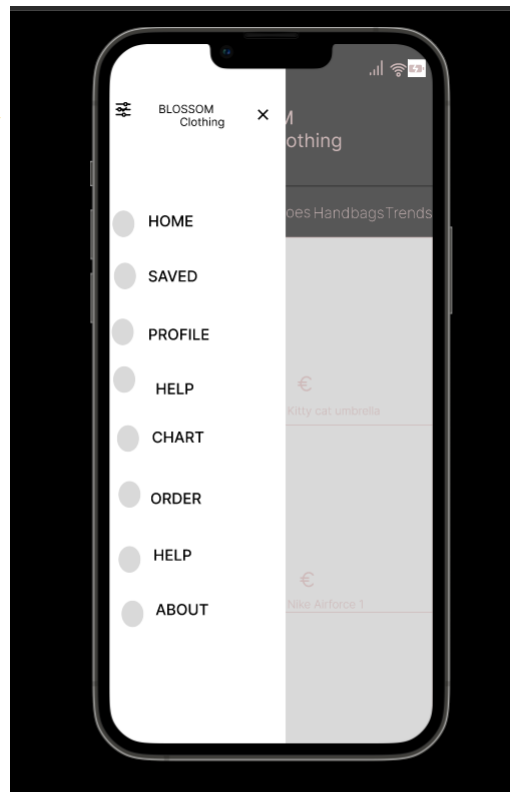 BLOSSOM
Clothing
M
othing
oes Handbags Trends
HOME
SAVED
PROFILE
HELP
CHART
ORDER
HELP
ABOUT
€
Kitty cat umbrella
€
Nike Airforce 1